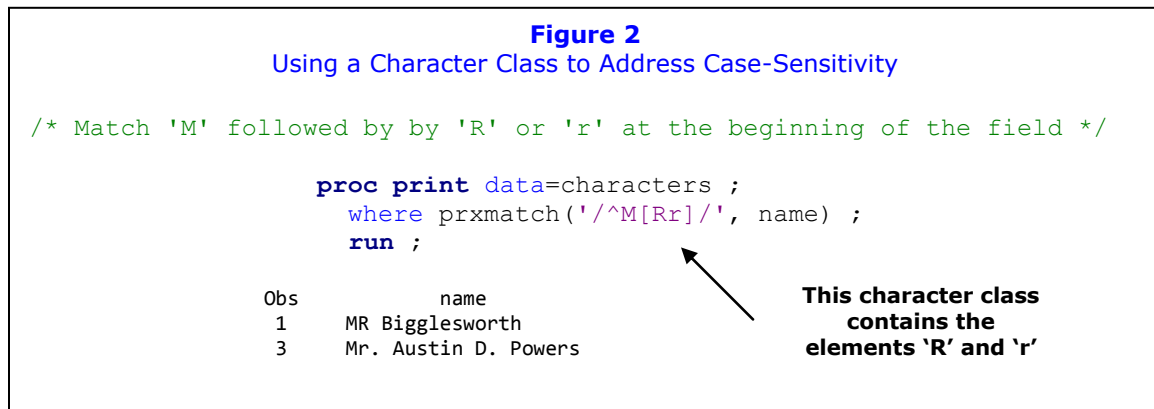 Figure 2
Using a Character Class to Address Case-Sensitivity
/* Match 'M' followed by by 'R' or 'r' at the beginning of the field */
proc print data=characters ;
where prxmatch('/^M[Rr]/', name) ;
run ;
Obs name
1 MR Bigglesworth
3 Mr. Austin D. Powers
This character class
contains the
elements ‘R’ and ‘r’